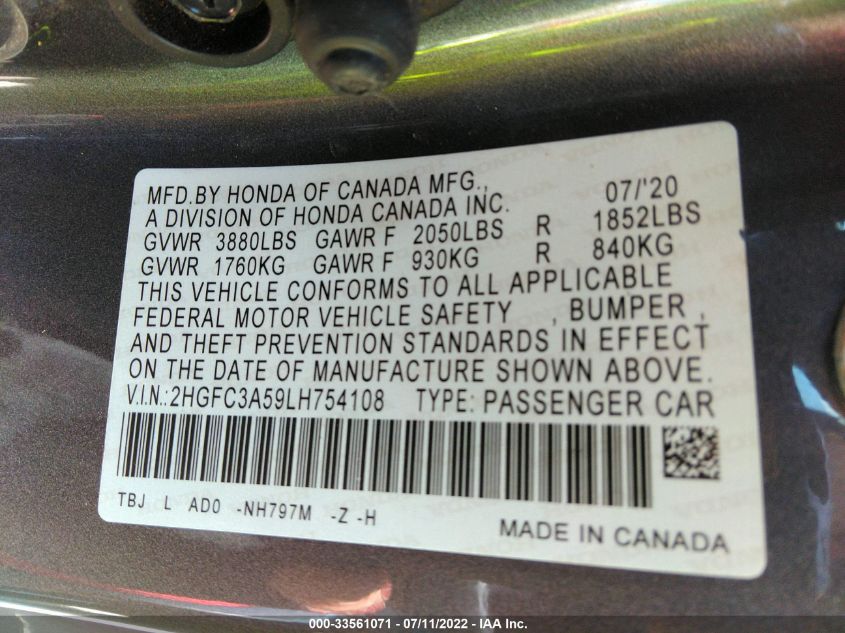 MFD.BY HONDA OF CANADA MFG., 07/'20
A DIVISION OF HONDA CANADA INC.
GVWR 3880LBS GAWR F 2050LBS R 1852LBS
GVWR 1760KG GAWR F 930KG R 840KG
THIS VEHICLE CONFORMS TO ALL APPLICABLE
FEDERAL MOTOR VEHICLE SAFETY , BUMPER ,
AND THEFT PREVENTION STANDARDS IN EFFECT
ON THE DATE OF MANUFACTURE SHOWN ABOVE.
V.I.N.:2HGFC3A59LH754108 TYPE: PASSENGER CAR
TBJ L AD0 -NH797M -Z -H
MADE IN CANADA
000-33561071 - 07/11/2022 - IAA Inc.